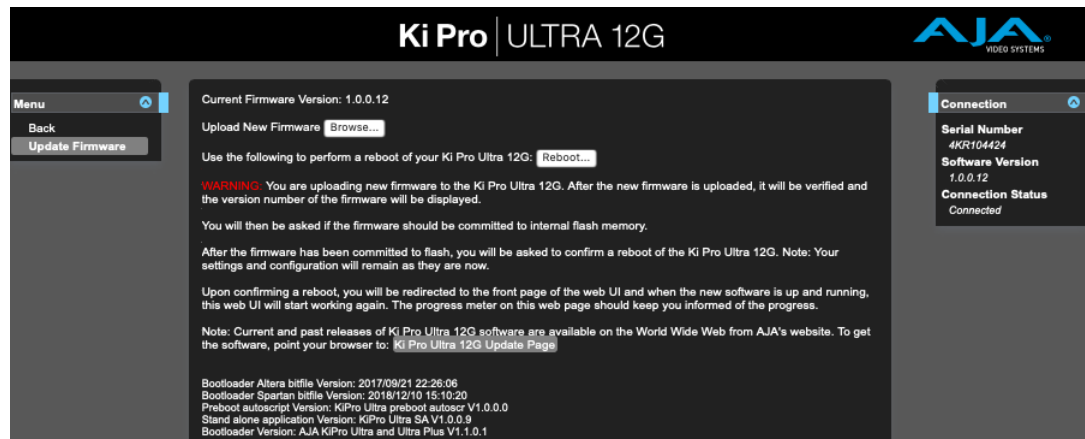 Ki Pro ULTRA 12G
AJA
VIDEO SYSTEMS
Menu
Back
Update Firmware
Current Firmware Version: 1.0.0.12
Upload New Firmware Browse...
Use the following to perform a reboot of your Ki Pro Ultra 12G: Reboot...
WARNING: You are uploading new firmware to the Ki Pro Ultra 12G. After the new firmware is uploaded, it will be verified and
the version number of the firmware will be displayed.
You will then be asked if the firmware should be committed to internal flash memory.
After the firmware has been committed to flash, you will be asked to confirm a reboot of the Ki Pro Ultra 12G. Note: Your
settings and configuration will remain as they are now.
Upon confirming a reboot, you will be redirected to the front page of the web UI and when the new software is up and running,
this web UI will start working again. The progress meter on this web page should keep you informed of the progress.
Note: Current and past releases of Ki Pro Ultra 12G software are available on the World Wide Web from AJA's website. To get
the software, point your browser to: Ki Pro Ultra 12G Update Page
Bootloader Altera bitfile Version: 2017/09/21 22:26:06
Bootloader Spartan bitfile Version: 2018/12/10 15:10:20
Preboot autoscript Version: KiPro Ultra preboot autoscr V1.0.0.0
Stand alone application Version: KiPro Ultra SA V1.0.0.9
Bootloader Version: AJA KiPro Ultra and Ultra Plus V1.1.0.1
Connection
Serial Number
4KR104424
Software Version
1.0.0.12
Connection Status
Connected